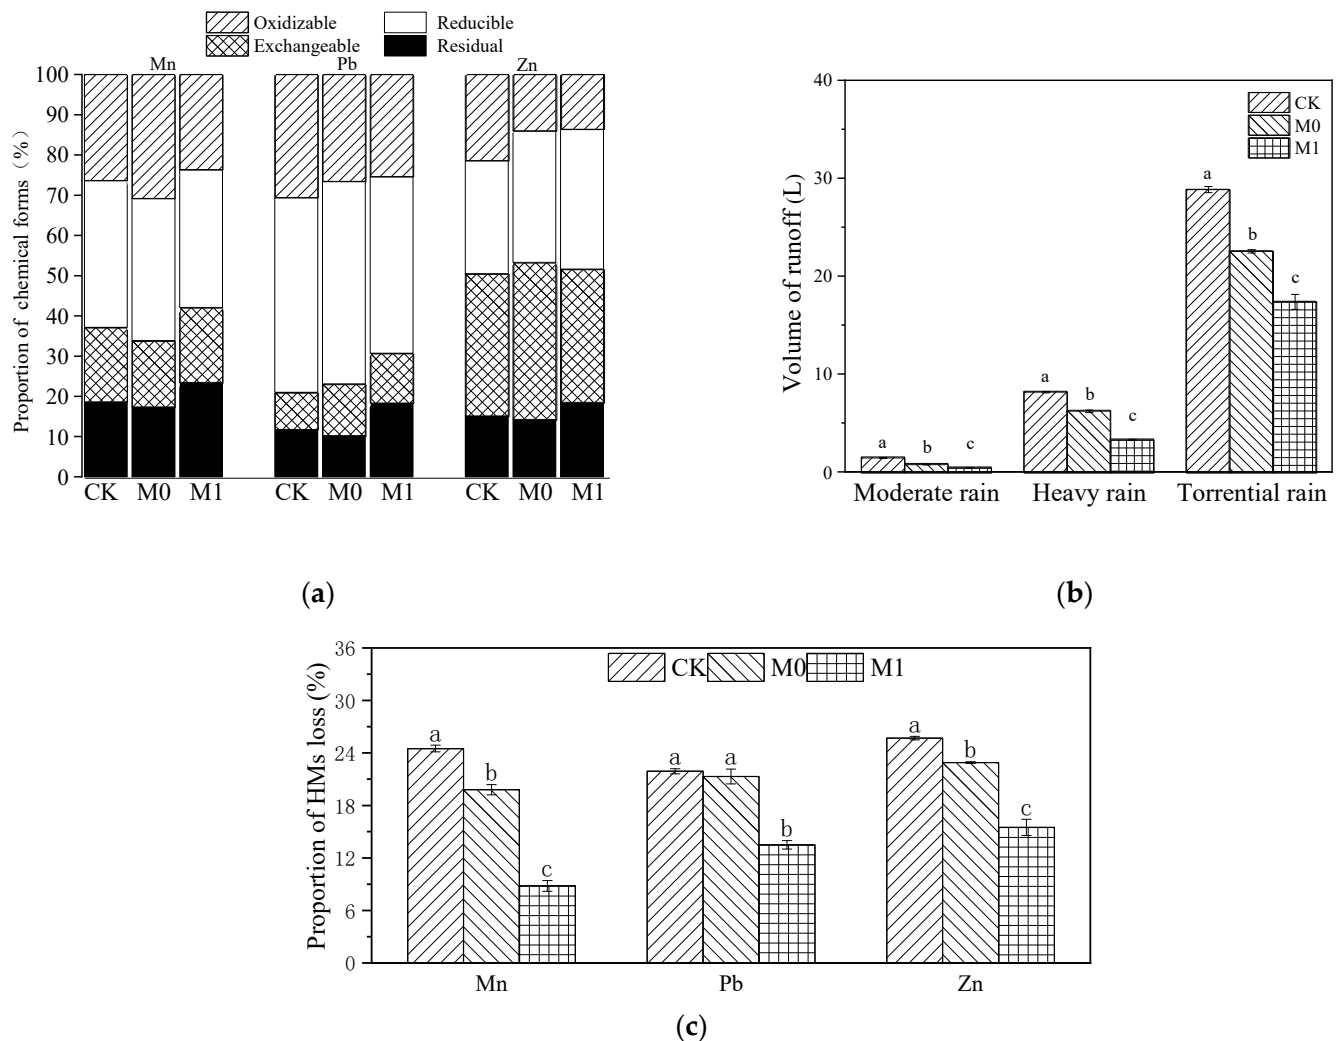 Oxidizable Reducible
Exchangeable Residual
Mn Pb Zn
Proportion of chemical forms (%)
100
90
80
70
60
50
40
30
20
10
0
CK M0 M1 CK M0 M1 CK M0 M1
(a)
Volume of runoff (L)
40
30
20
10
0
CK
M0
M1
a b c
a b c
a b c
Moderate rain Heavy rain Torrential rain
(b)
Proportion of HMs loss (%)
36
30
24
18
12
6
0
CK M0 M1
a b c
a a b
a b c
Mn Pb Zn
(c)